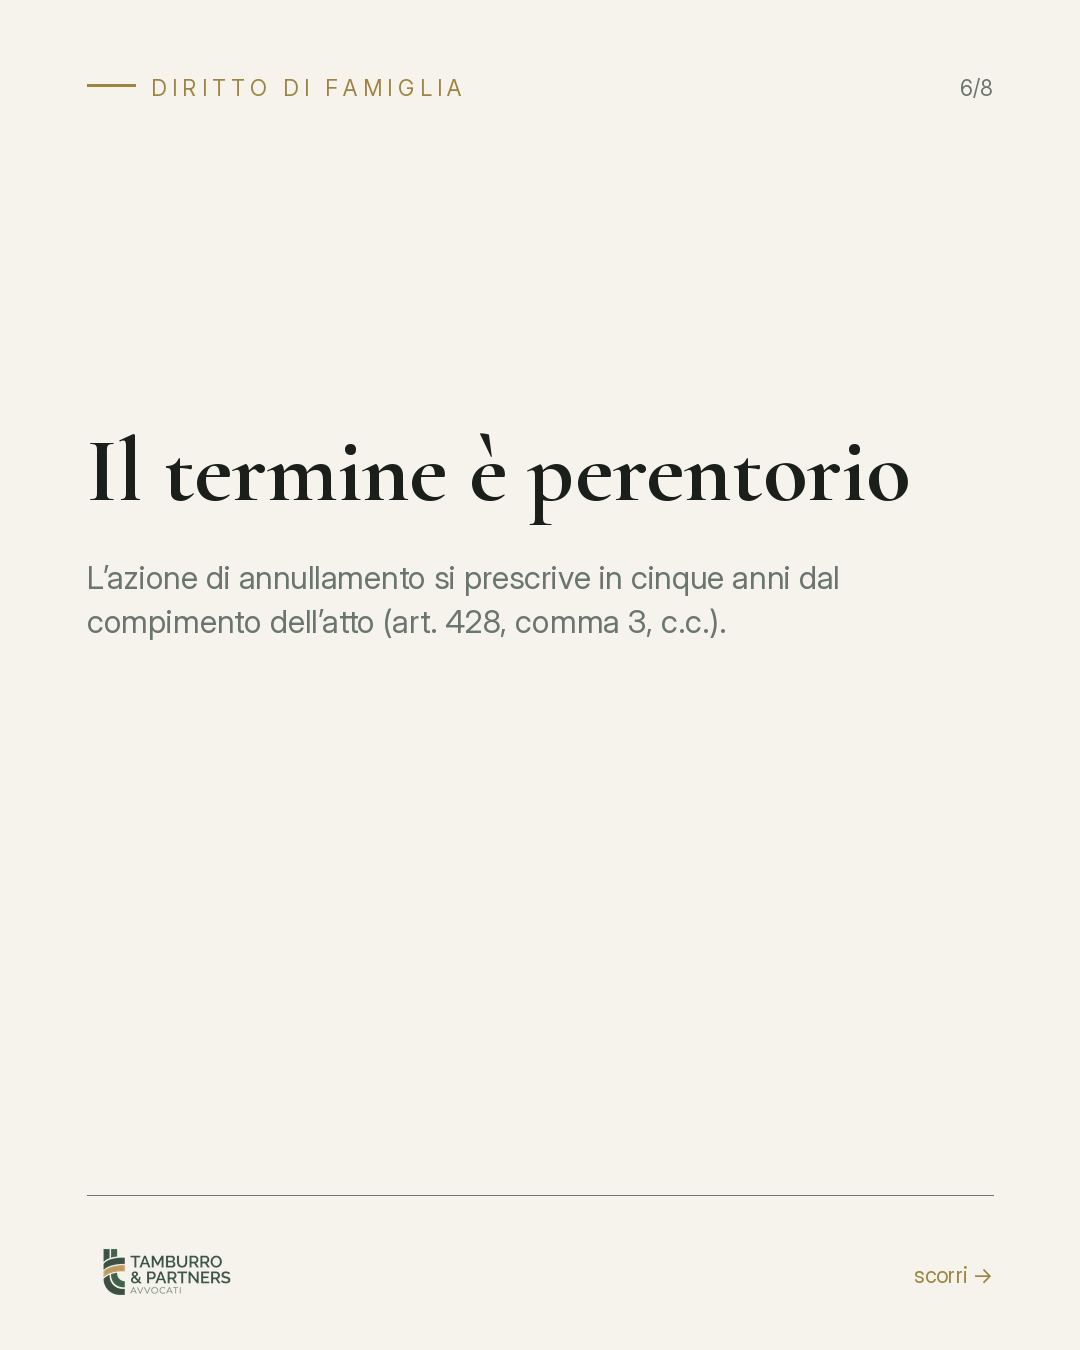 DIRITTO DI FAMIGLIA
6/8
Il termine è perentorio
L’azione di annullamento si prescrive in cinque anni dal
compimento dell’atto (art. 428, comma 3, c.c.).
TAMBURRO
& PARTNERS
AVVOCATI
scorri →